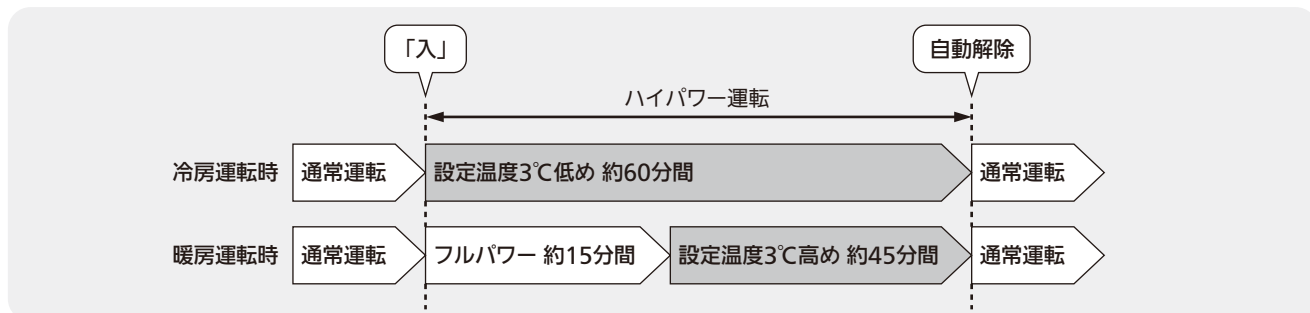 「入」
自動解除
ハイパワー運転
冷房運転時 通常運転 設定温度3℃低め 約60分間 通常運転
暖房運転時 通常運転 フルパワー 約15分間 設定温度3℃高め 約45分間 通常運転